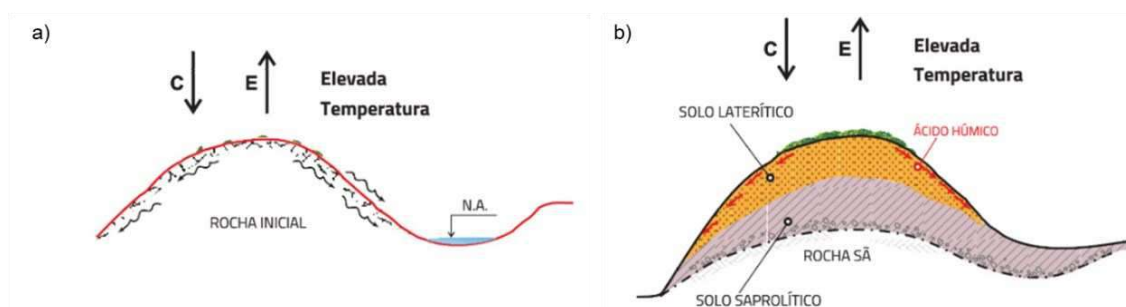 a)
C
E
Elevada
Temperatura
ROCHA INICIAL
N.A.
b)
C
E
Elevada
Temperatura
SOLO LATERÍTICO
ÁCIDO HÚMICO
ROCHA SÃ
SOLO SAPROLÍTICO